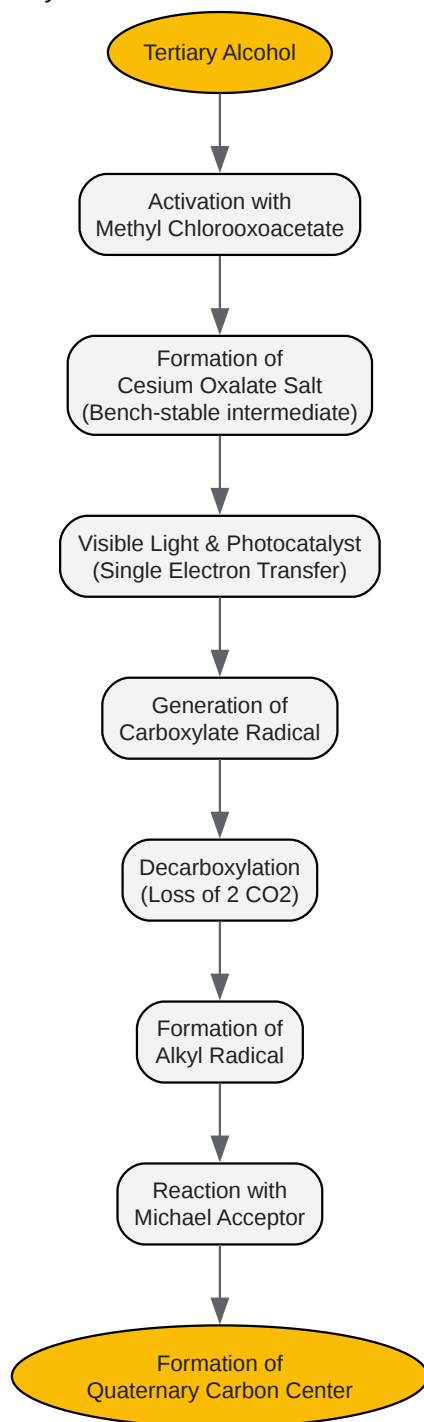 Tertiary Alcohol
Activation with
Methyl Chlorooxoacetate
Formation of
Cesium Oxalate Salt
(Bench-stable intermediate)
Visible Light & Photocatalyst
(Single Electron Transfer)
Generation of
Carboxylate Radical
Decarboxylation
(Loss of 2 CO2)
Formation of
Alkyl Radical
Reaction with
Michael Acceptor
Formation of
Quaternary Carbon Center